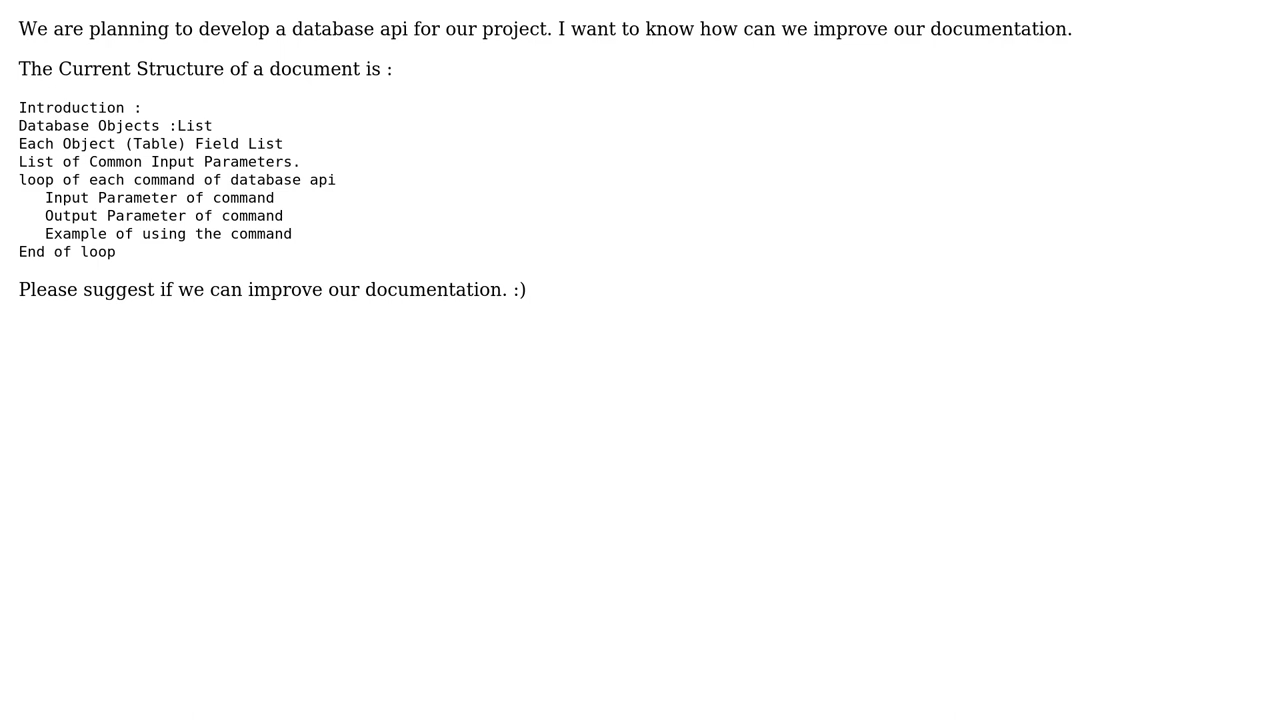 We are planning to develop a database api for our project. I want to know how can we improve our documentation.
The Current Structure of a document is :
Introduction :
Database Objects :List
Each Object (Table) Field List
List of Common Input Parameters.
loop of each command of database api
   Input Parameter of command
   Output Parameter of command
   Example of using the command
End of loop
Please suggest if we can improve our documentation. :)